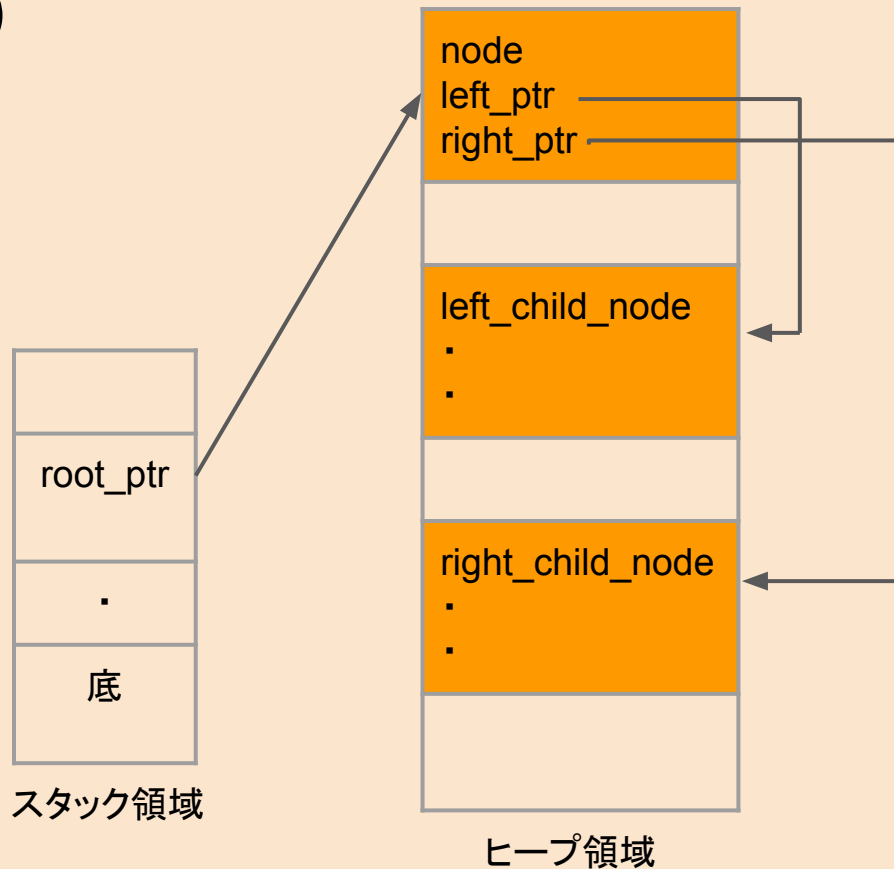 )
node
left_ptr
right_ptr
left_child_node
・
・
root_ptr
right_child_node
・
・
・
底
スタック領域
ヒープ領域